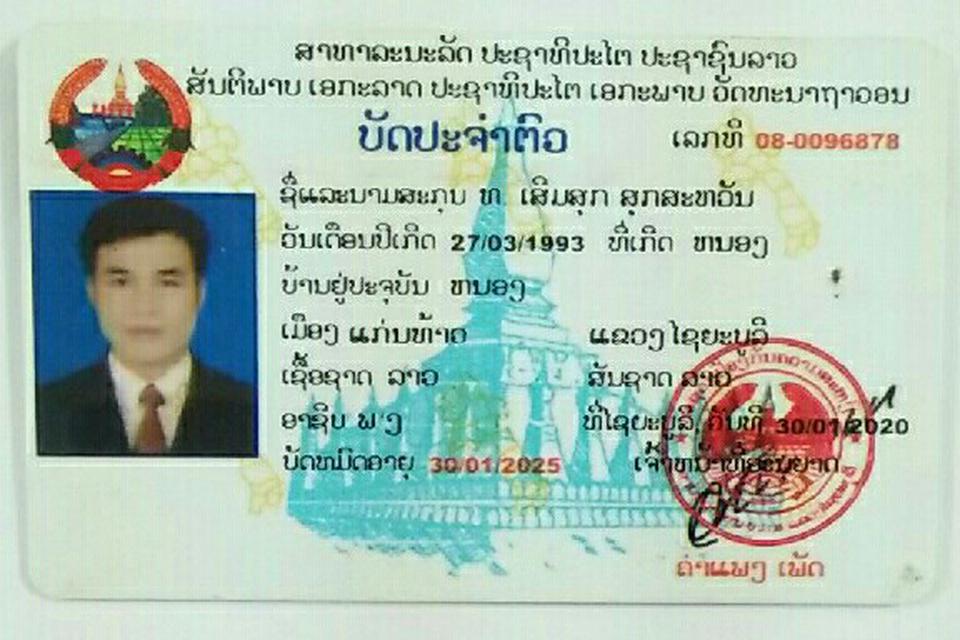 ສາທາລະນະລັດ ປະຊາທິປະໄຕ ປະຊາຊົນລາວ
ສັນຕິພາບ ເອກະລາດ ປະຊາທິປະໄຕ ເອກະພາບ ວັດທະນາຖາວອນ
ບັດປະຈຳຕົວ ເລກທີ 08-0096878
ຊື່ແລະນາມສະກຸນ ທ. ເສີມສຸກ ສຸກສະຫວັນ
ວັນເດືອນປີເກີດ 27/03/1993 ທີ່ເກີດ ຫນອງ
ບ້ານຢູ່ປະຈຸບັນ ຫນອງ
ເມືອງ ແກ່ນທ້າວ ແຂວງ ໄຊຍະບູລີ
ເຊື້ອຊາດ ລາວ ສັນຊາດ ລາວ
ອາຊີບ ທີ່ໄຊຍະບູລີ, ວັນທີ 30/01/2020
ບັດຫມົດອາຍຸ 30/01/2025 ເຈົ້າຫນ້າທີ່ອະນຸຍາດ
ຄຳແພງ ເພັດ